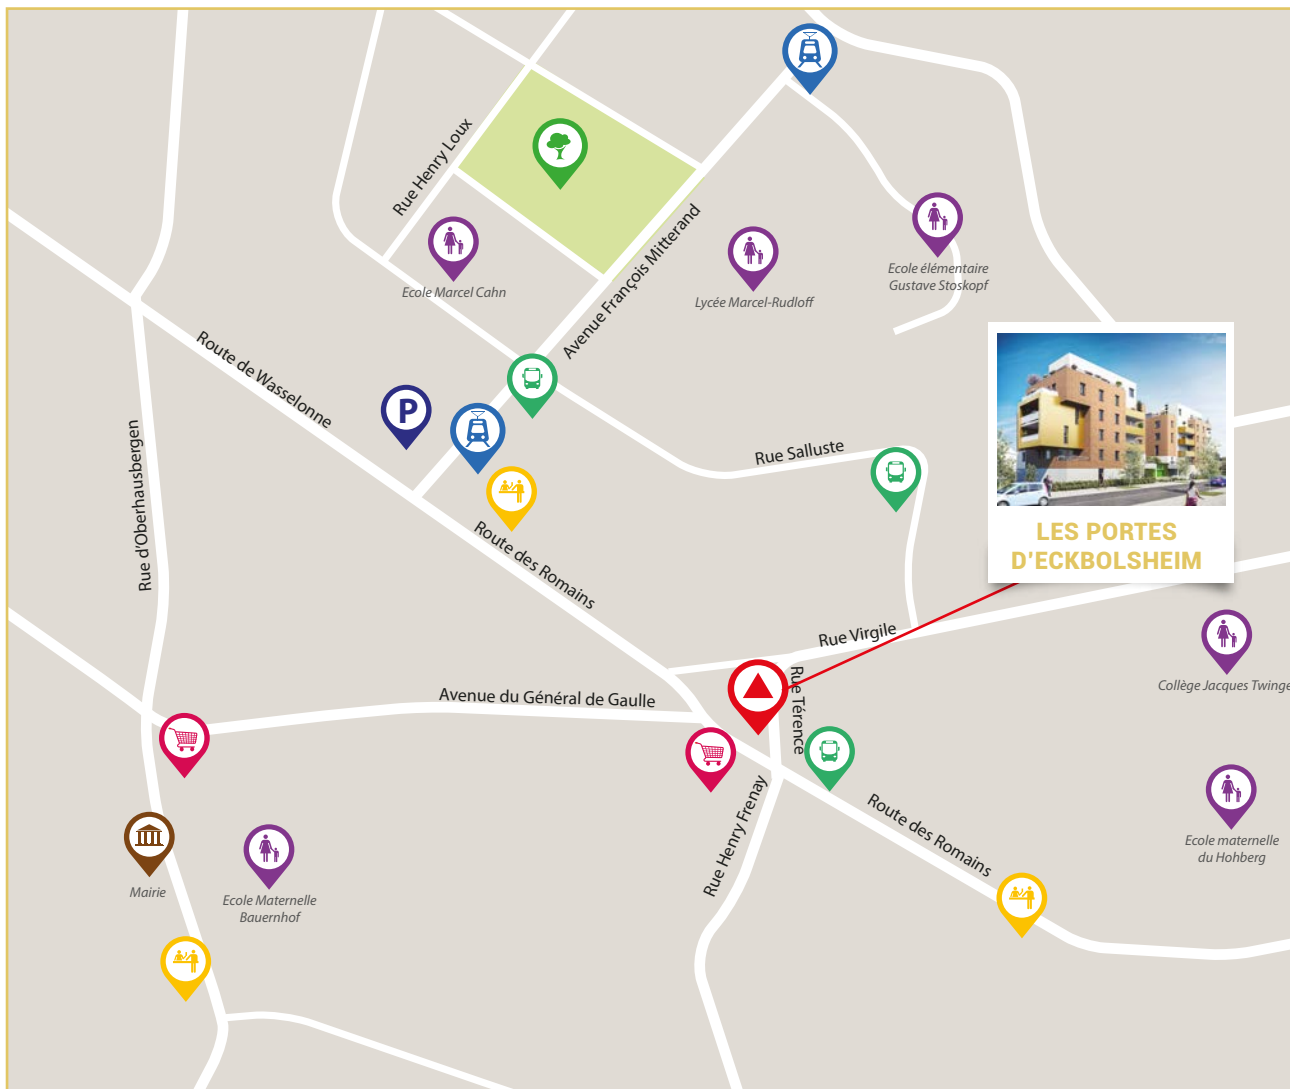 Rue Henry Loux
Ecole Marcel Cahn
Avenue François Mitterand
Lycée Marcel-Rudloff
Ecole élémentaire
Gustave Stoskopf
Route de Wasselonne
P
Rue d'Oberhausbergen
Rue Salluste
Route des Romains
LES PORTES
D'ECKBOLSHEIM
Rue Virgile
Rue Térence
Avenue du Général de Gaulle
Collège Jacques Twinge
Rue Henry Frenay
Route des Romains
Ecole maternelle
du Hohberg
Mairie
Ecole Maternelle
Bauernhof